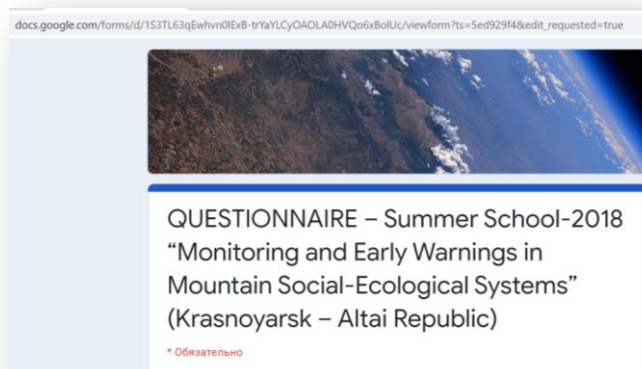 docs.google.com/forms/d/1S3TL63qEwhvn0lExB-trYaYLCyOAOLA0HVQo6xBolUc/viewform?ts=5ed929f4&edit_requested=true
QUESTIONNAIRE – Summer School-2018
“Monitoring and Early Warnings in
Mountain Social-Ecological Systems”
(Krasnoyarsk – Altai Republic)
* Обязательно